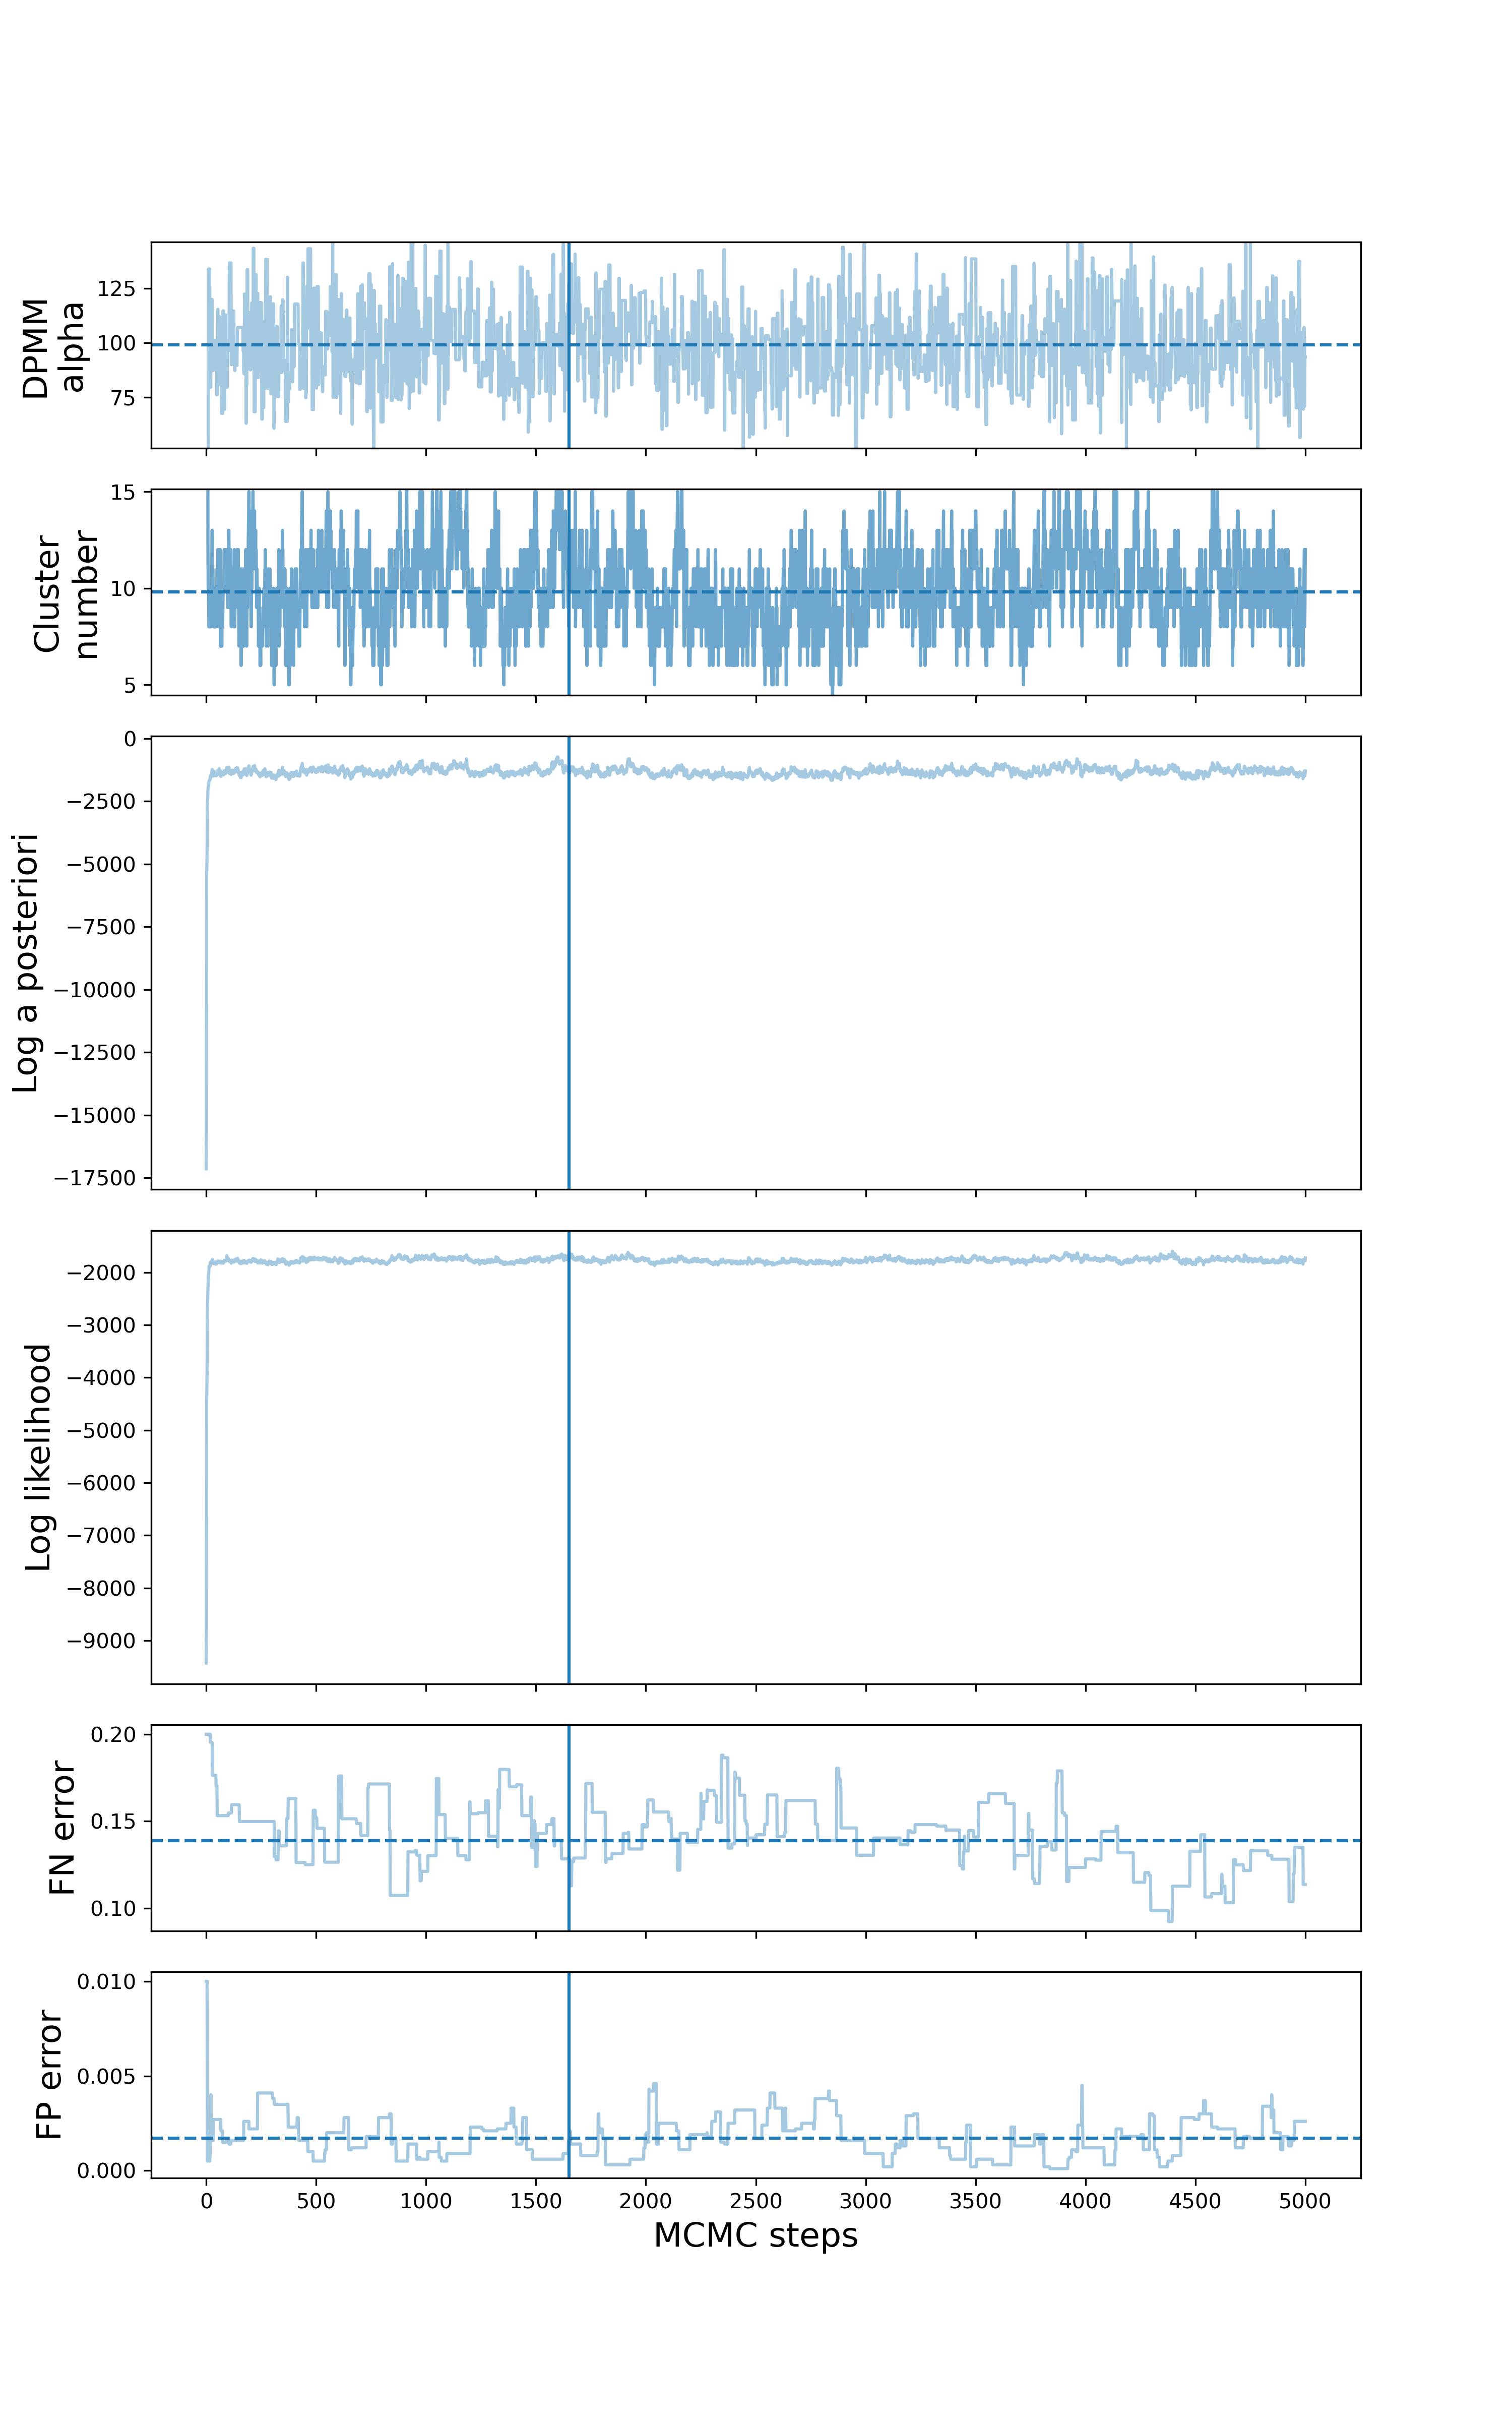 DPMM
alpha
125
100
75
Cluster
number
15
10
5
Log a posteriori
0
−2500
−5000
−7500
−10000
−12500
−15000
−17500
Log likelihood
−2000
−3000
−4000
−5000
−6000
−7000
−8000
−9000
FN error
0.20
0.15
0.10
FP error
0.010
0.005
0.000
0 500 1000 1500 2000 2500 3000 3500 4000 4500 5000
MCMC steps